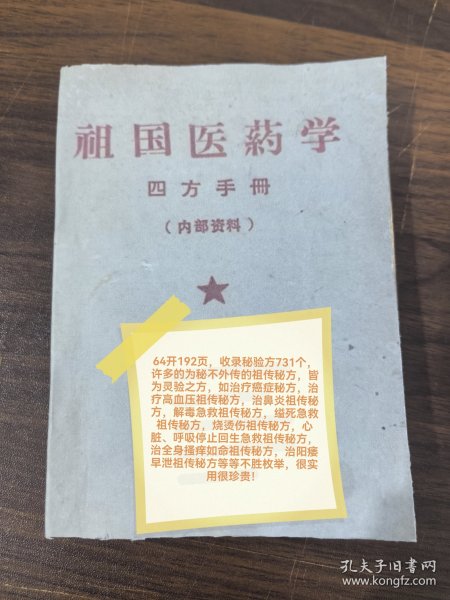 祖国医药学
四方手冊
（内部资料）
64开192页，收录秘验方731个，
许多的为秘不外传的祖传秘方，皆
为灵验之方，如治疗癌症秘方，治
疗高血压祖传秘方，治鼻炎祖传秘
方，解毒急救祖传秘方，缢死急救
祖传秘方，烧烫伤祖传秘方，心
脏、呼吸停止回生急救祖传秘方，
治全身搔痒如命祖传秘方，治阳痿
早泄祖传秘方等等不胜枚举，很实
用很珍贵！
孔夫子旧书网
www.kongfz.com